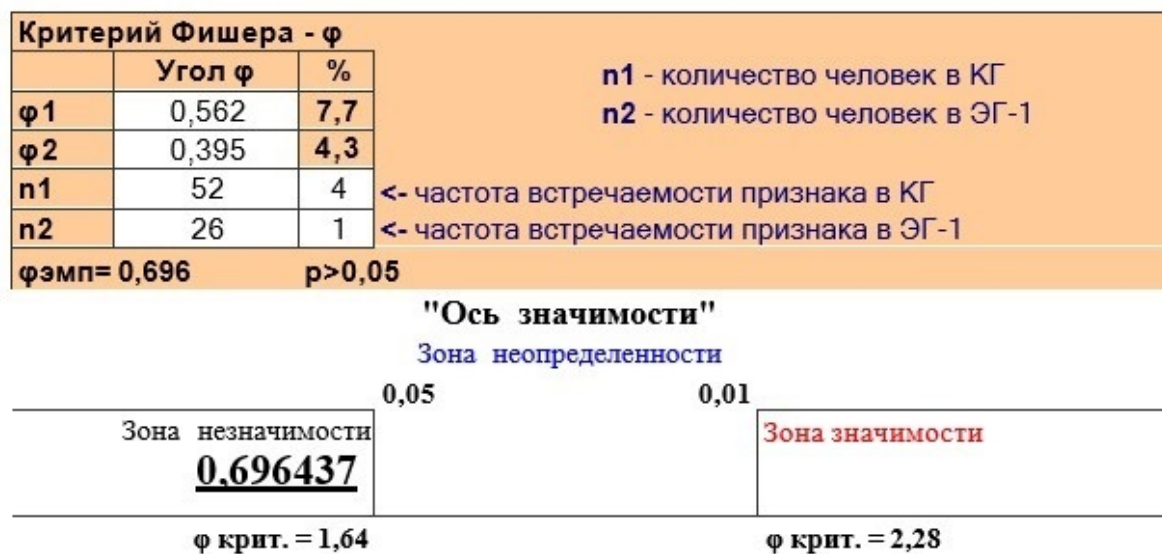 Критерий Фишера - φ
Угол φ %
φ1 0,562 7,7
φ2 0,395 4,3
n1 52 4 <- частота встречаемости признака в КГ
n2 26 1 <- частота встречаемости признака в ЭГ-1
n1 - количество человек в КГ
n2 - количество человек в ЭГ-1
φэмп= 0,696 p>0,05
"Ось значимости"
Зона неопределенности
0,05 0,01
Зона незначимости Зона значимости
0,696437
φ крит. = 1,64 φ крит. = 2,28